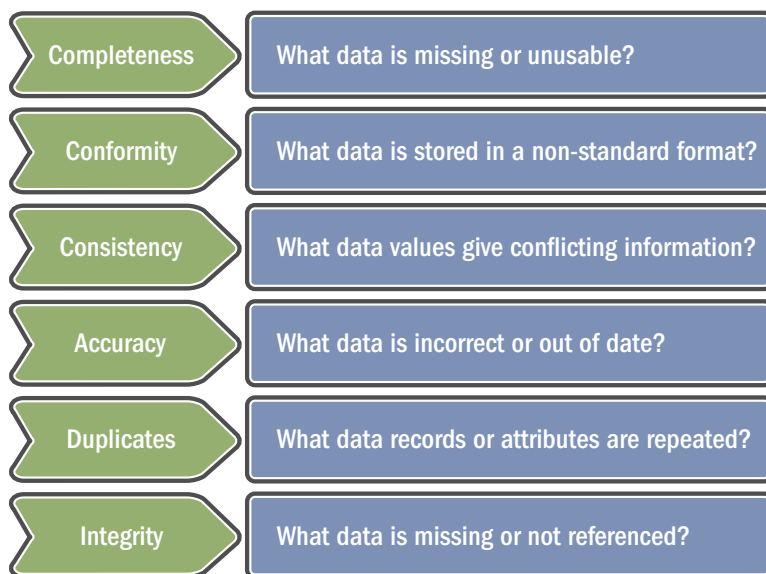 Completeness
What data is missing or unusable?
Conformity
What data is stored in a non-standard format?
Consistency
What data values give conflicting information?
Accuracy
What data is incorrect or out of date?
Duplicates
What data records or attributes are repeated?
Integrity
What data is missing or not referenced?